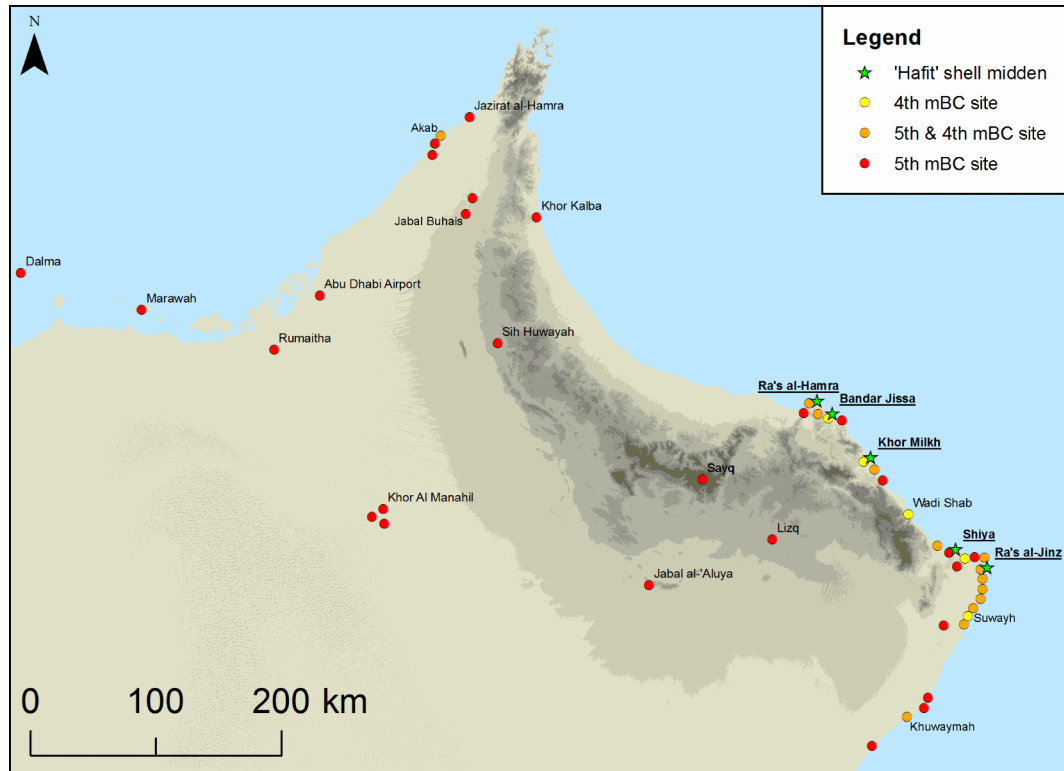 N
Legend
'Hafit' shell midden
4th mBC site
5th & 4th mBC site
5th mBC site
Jazirat al-Hamra
Akab
Jabal Buhais
Khor Kalba
Dalma
Marawah
Abu Dhabi Airport
Rumaitha
Sih Huwayah
Ra's al-Hamra
Bandar Jissa
Khor Milkh
Sayq
Khor Al Manahil
Wadi Shab
Lizq
Shiya
Ra's al-Jinz
Jabal al-'Aluya
Suwayh
Khuwaymah
0 100 200 km